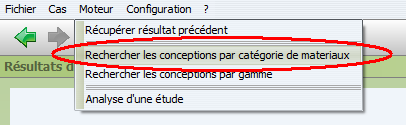 Fichier Cas Moteur Configuration ?
Récupérer résultat précédent
Rechercher les conceptions par catégorie de materiaux
Résultats d
Rechercher les conceptions par gamme
Analyse d'une étude